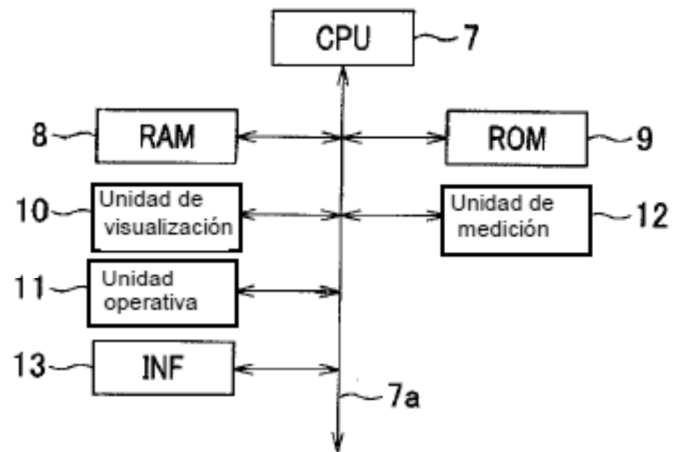 CPU 7
8 RAM
ROM 9
10 Unidad de
visualización
Unidad de
medición 12
11 Unidad
operativa
13 INF
7a